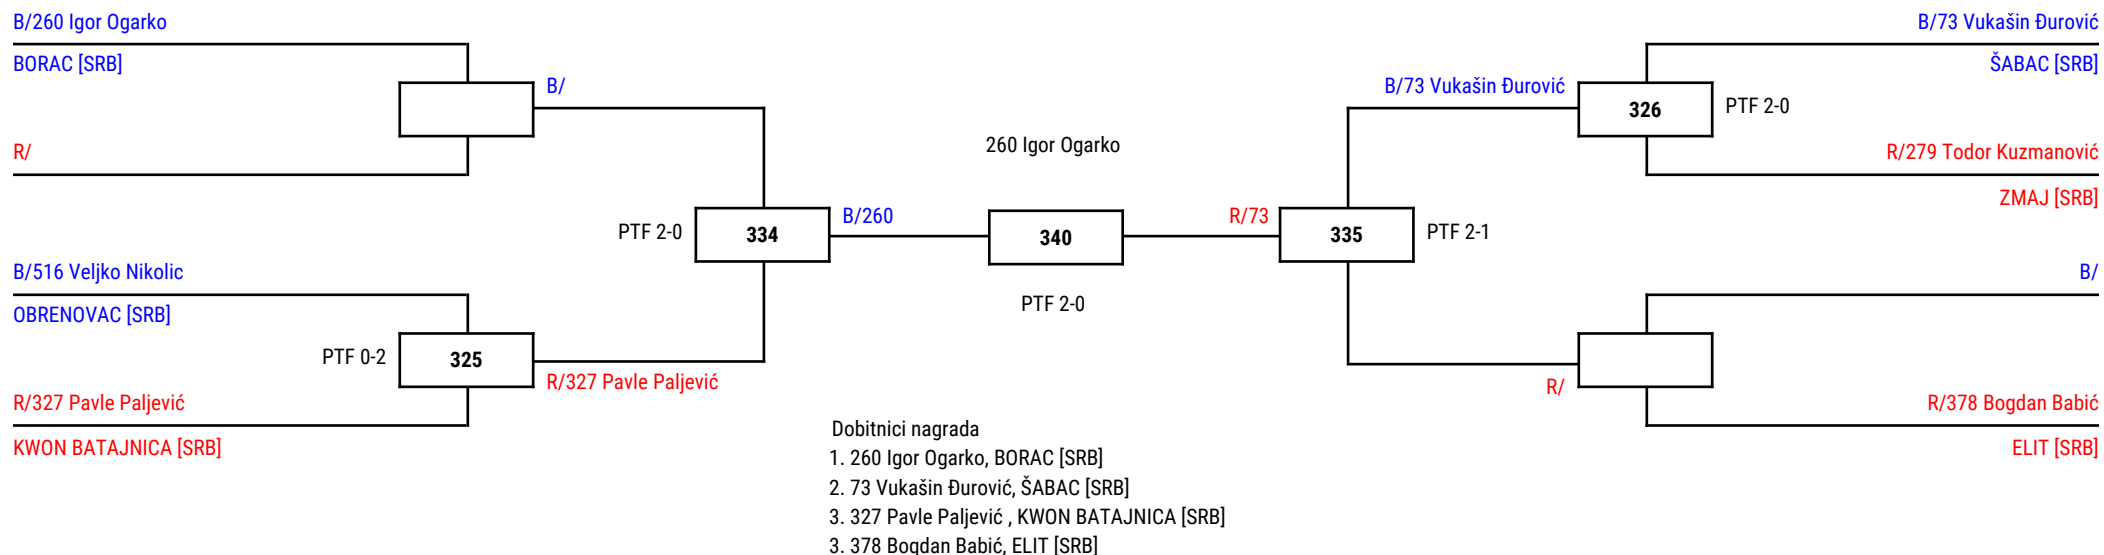 B/260 Igor Ogarko
BORAC [SRB]
B/
R/
PTF 2-0
334
B/260
B/516 Veljko Nikolic
OBRENOVAC [SRB]
PTF 0-2
325
R/327 Pavle Paljević
R/327 Pavle Paljević
KWON BATAJNICA [SRB]
260 Igor Ogarko
340
PTF 2-0
B/73 Vukašin Đurović
ŠABAC [SRB]
B/73 Vukašin Đurović
326
PTF 2-0
R/279 Todor Kuzmanović
ZMAJ [SRB]
R/73
335
PTF 2-1
B/
R/
R/378 Bogdan Babić
ELIT [SRB]
Dobitnici nagrada
1. 260 Igor Ogarko, BORAC [SRB]
2. 73 Vukašin Đurović, ŠABAC [SRB]
3. 327 Pavle Paljević , KWON BATAJNICA [SRB]
3. 378 Bogdan Babić, ELIT [SRB]